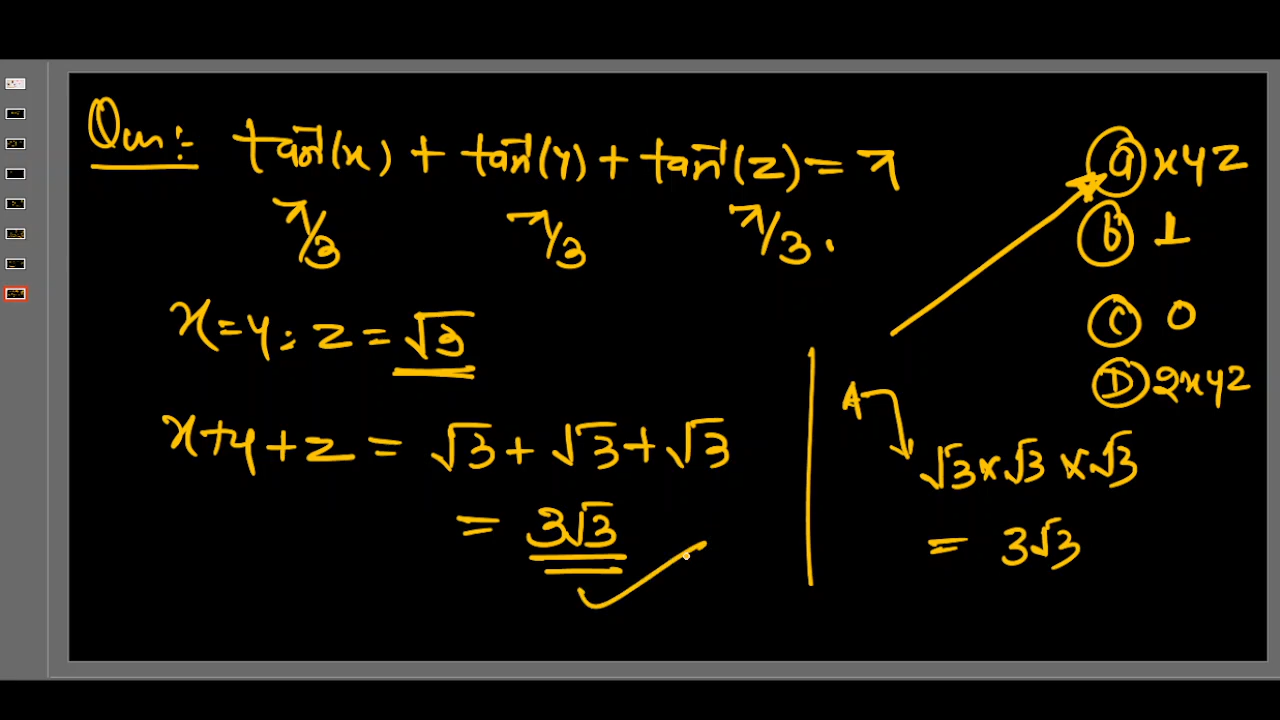 Que:- tan⁻¹(x) + tan⁻¹(y) + tan⁻¹(z) = π
π/3 π/3 π/3.
x=y=z = √3
x+y+z = √3 + √3 + √3
= 3√3
(a) xyz
(b) 1
(c) 0
(D) 2xyz
A
√3 × √3 × √3
= 3√3